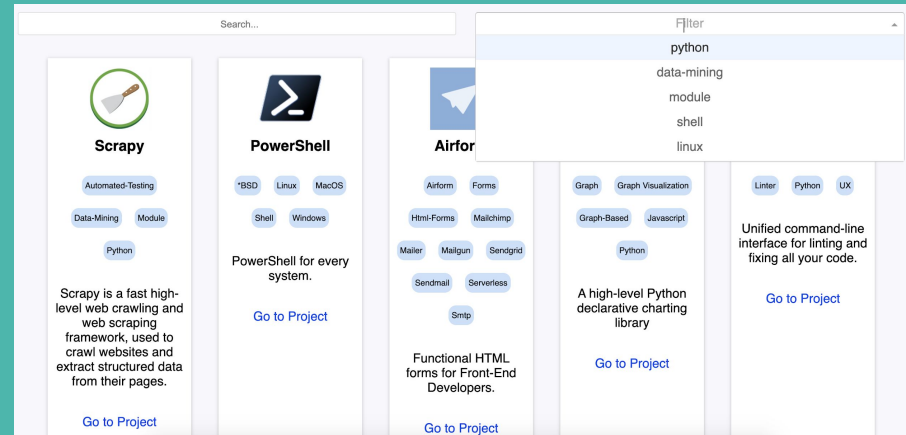 Search...
Filter
python
data-mining
module
shell
linux
Scrapy
Automated-Testing
Data-Mining
Module
Python
Scrapy is a fast high-
level web crawling and
web scraping
framework, used to
crawl websites and
extract structured data
from their pages.
Go to Project
PowerShell
*BSD
Linux
MacOS
Shell
Windows
PowerShell for every
system.
Go to Project
Airform
Forms
Html-Forms
Mailchimp
Mailer
Mailgun
Sendgrid
Sendmail
Serverless
Smtp
Functional HTML
forms for Front-End
Developers.
Go to Project
Graph
Graph Visualization
Graph-Based
Javascript
Python
A high-level Python
declarative charting
library
Go to Project
Linter
Python
UX
Unified command-line
interface for linting and
fixing all your code.
Go to Project